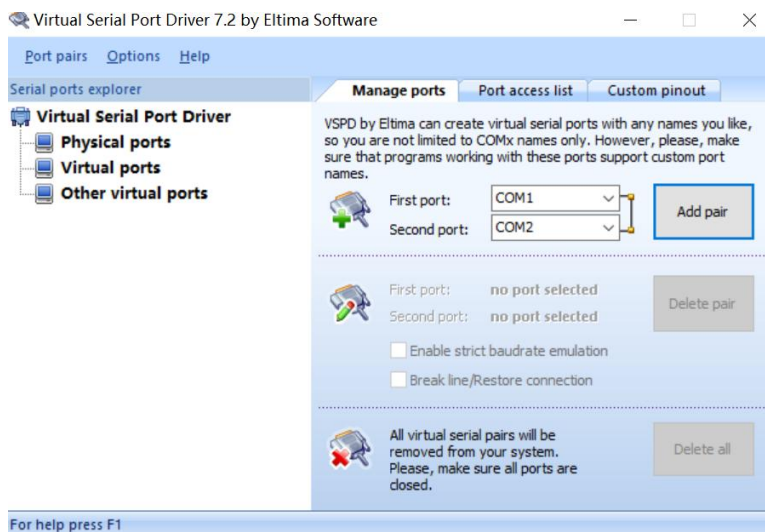 Virtual Serial Port Driver 7.2 by Eltima Software
Port pairs Options Help
Serial ports explorer
Virtual Serial Port Driver
Physical ports
Virtual ports
Other virtual ports
Manage ports Port access list Custom pinout
VSPD by Eltima can create virtual serial ports with any names you like,
so you are not limited to COMx names only. However, please, make
sure that programs working with these ports support custom port
names.
First port: COM1
Second port: COM2
Add pair
First port: no port selected
Second port: no port selected
Delete pair
Enable strict baudrate emulation
Break line/Restore connection
All virtual serial pairs will be
removed from your system.
Please, make sure all ports are
closed.
Delete all
For help press F1